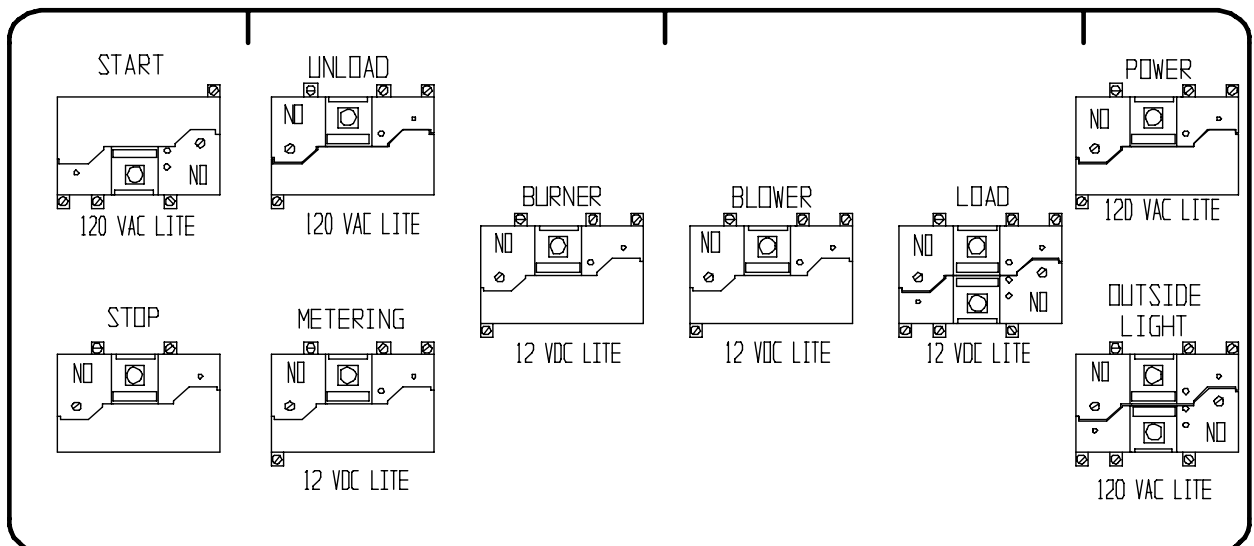 START
NO
120 VAC LITE
UNLOAD
NO
120 VAC LITE
POWER
NO
120 VAC LITE
BURNER
NO
12 VDC LITE
BLOWER
NO
12 VDC LITE
LOAD
NO
NO
12 VDC LITE
STOP
NO
METERING
NO
12 VDC LITE
OUTSIDE
LIGHT
NO
NO
120 VAC LITE